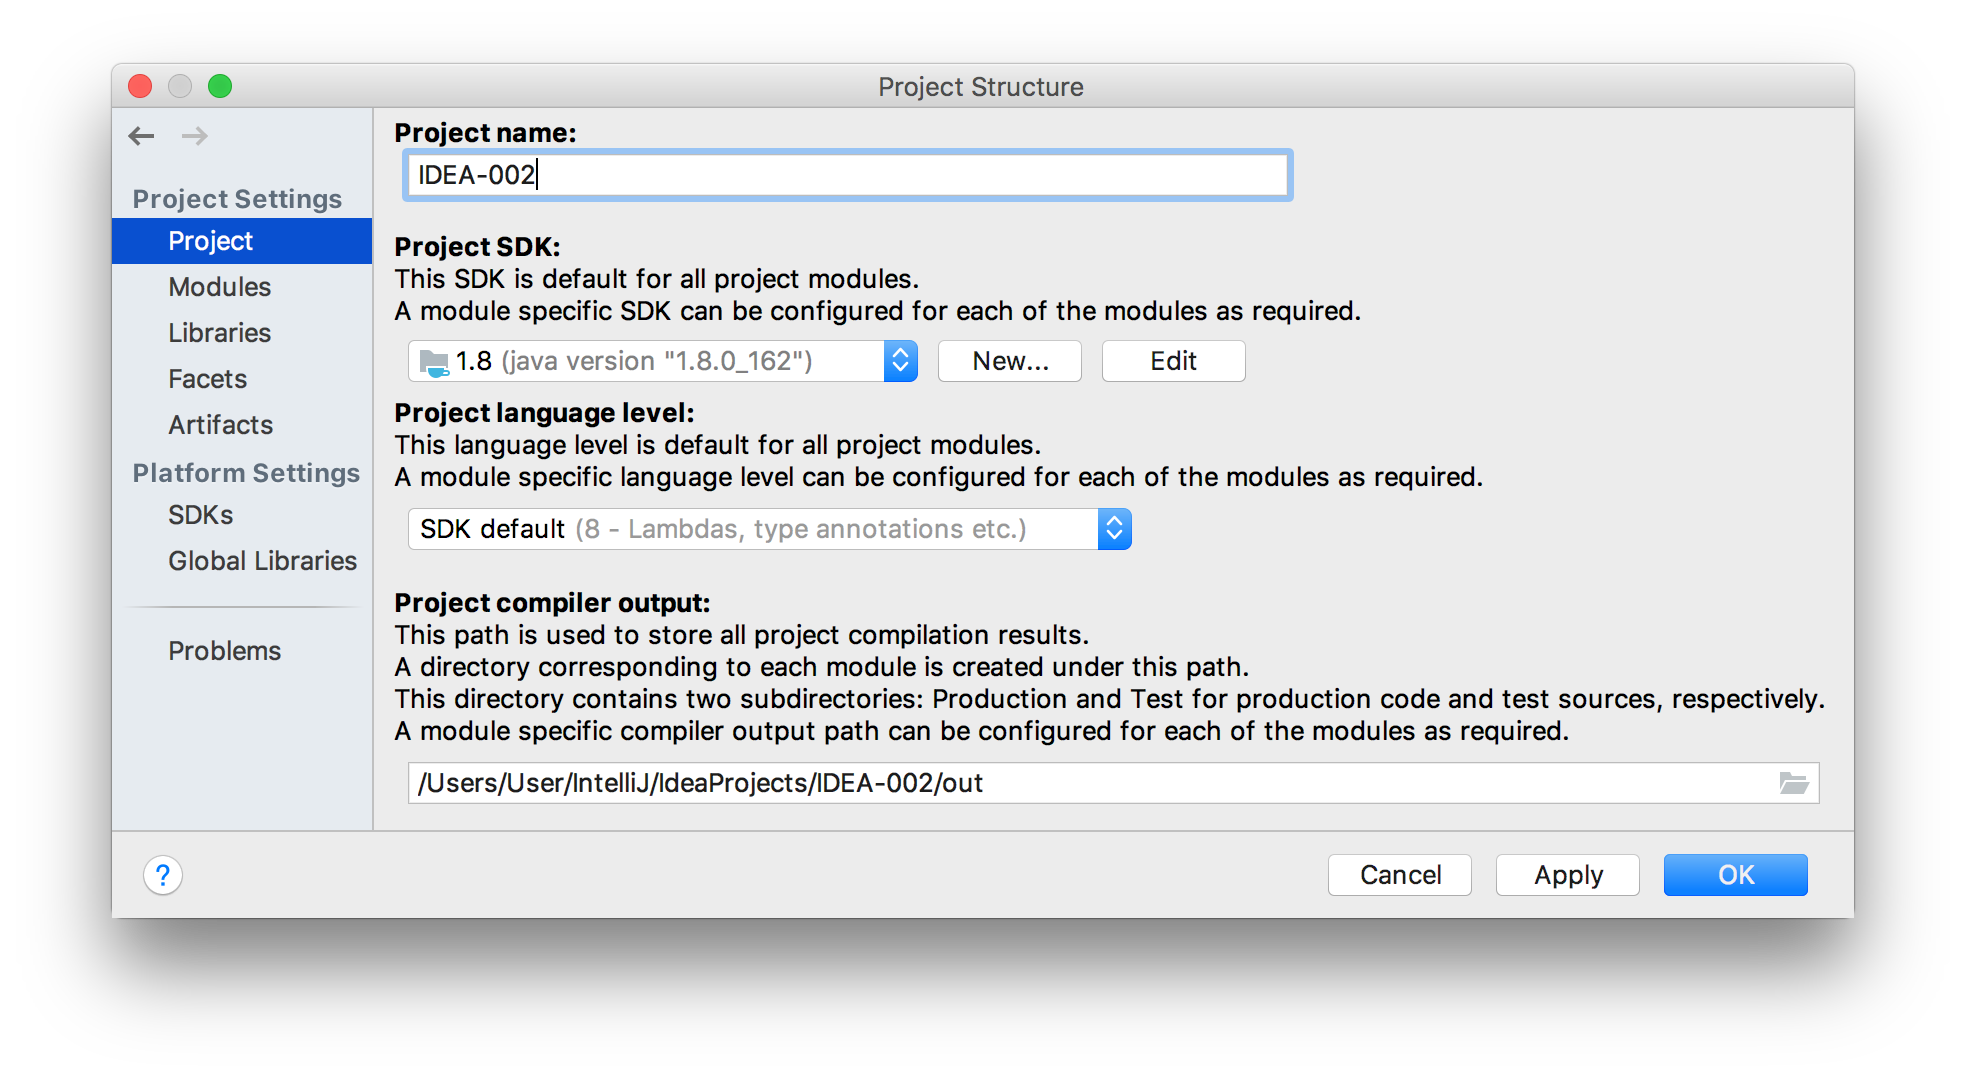 Project Structure
Project Settings
Project
Modules
Libraries
Facets
Artifacts
Platform Settings
SDKs
Global Libraries
Problems
Project name:
IDEA-002
Project SDK:
This SDK is default for all project modules.
A module specific SDK can be configured for each of the modules as required.
1.8 (java version "1.8.0_162")
New...
Edit
Project language level:
This language level is default for all project modules.
A module specific language level can be configured for each of the modules as required.
SDK default (8 - Lambdas, type annotations etc.)
Project compiler output:
This path is used to store all project compilation results.
A directory corresponding to each module is created under this path.
This directory contains two subdirectories: Production and Test for production code and test sources, respectively.
A module specific compiler output path can be configured for each of the modules as required.
/Users/User/IntelliJ/IdeaProjects/IDEA-002/out
?
Cancel
Apply
OK